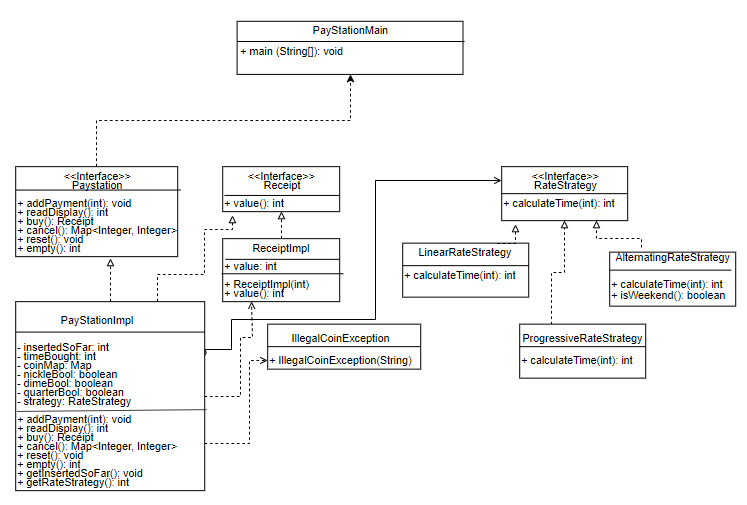 PayStationMain
+ main (String[]): void
<<Interface>>
Paystation
+ addPayment(int): void
+ readDisplay(): int
+ buy(): Receipt
+ cancel(): Map<Integer, Integer>
+ reset(): void
+ empty(): int
<<Interface>>
Receipt
+ value(): int
<<Interface>>
RateStrategy
+ calculateTime(int): int
ReceiptImpl
+ value: int
+ ReceiptImpl(int)
+ value(): int
LinearRateStrategy
+ calculateTime(int): int
AlternatingRateStrategy
+ calculateTime(int): int
+ isWeekend(): boolean
PayStationImpl
- insertedSoFar: int
- timeBought: int
- coinMap: Map
- nickleBool: boolean
- dimeBool: boolean
- quarterBool: boolean
- strategy: RateStrategy
+ addPayment(int): void
+ readDisplay(): int
+ buy(): Receipt
+ cancel(): Map<Integer, Integer>
+ reset(): void
+ empty(): int
+ getInsertedSoFar(): void
+ getRateStrategy(): int
IllegalCoinException
+ IllegalCoinException(String)
ProgressiveRateStrategy
+ calculateTime(int): int